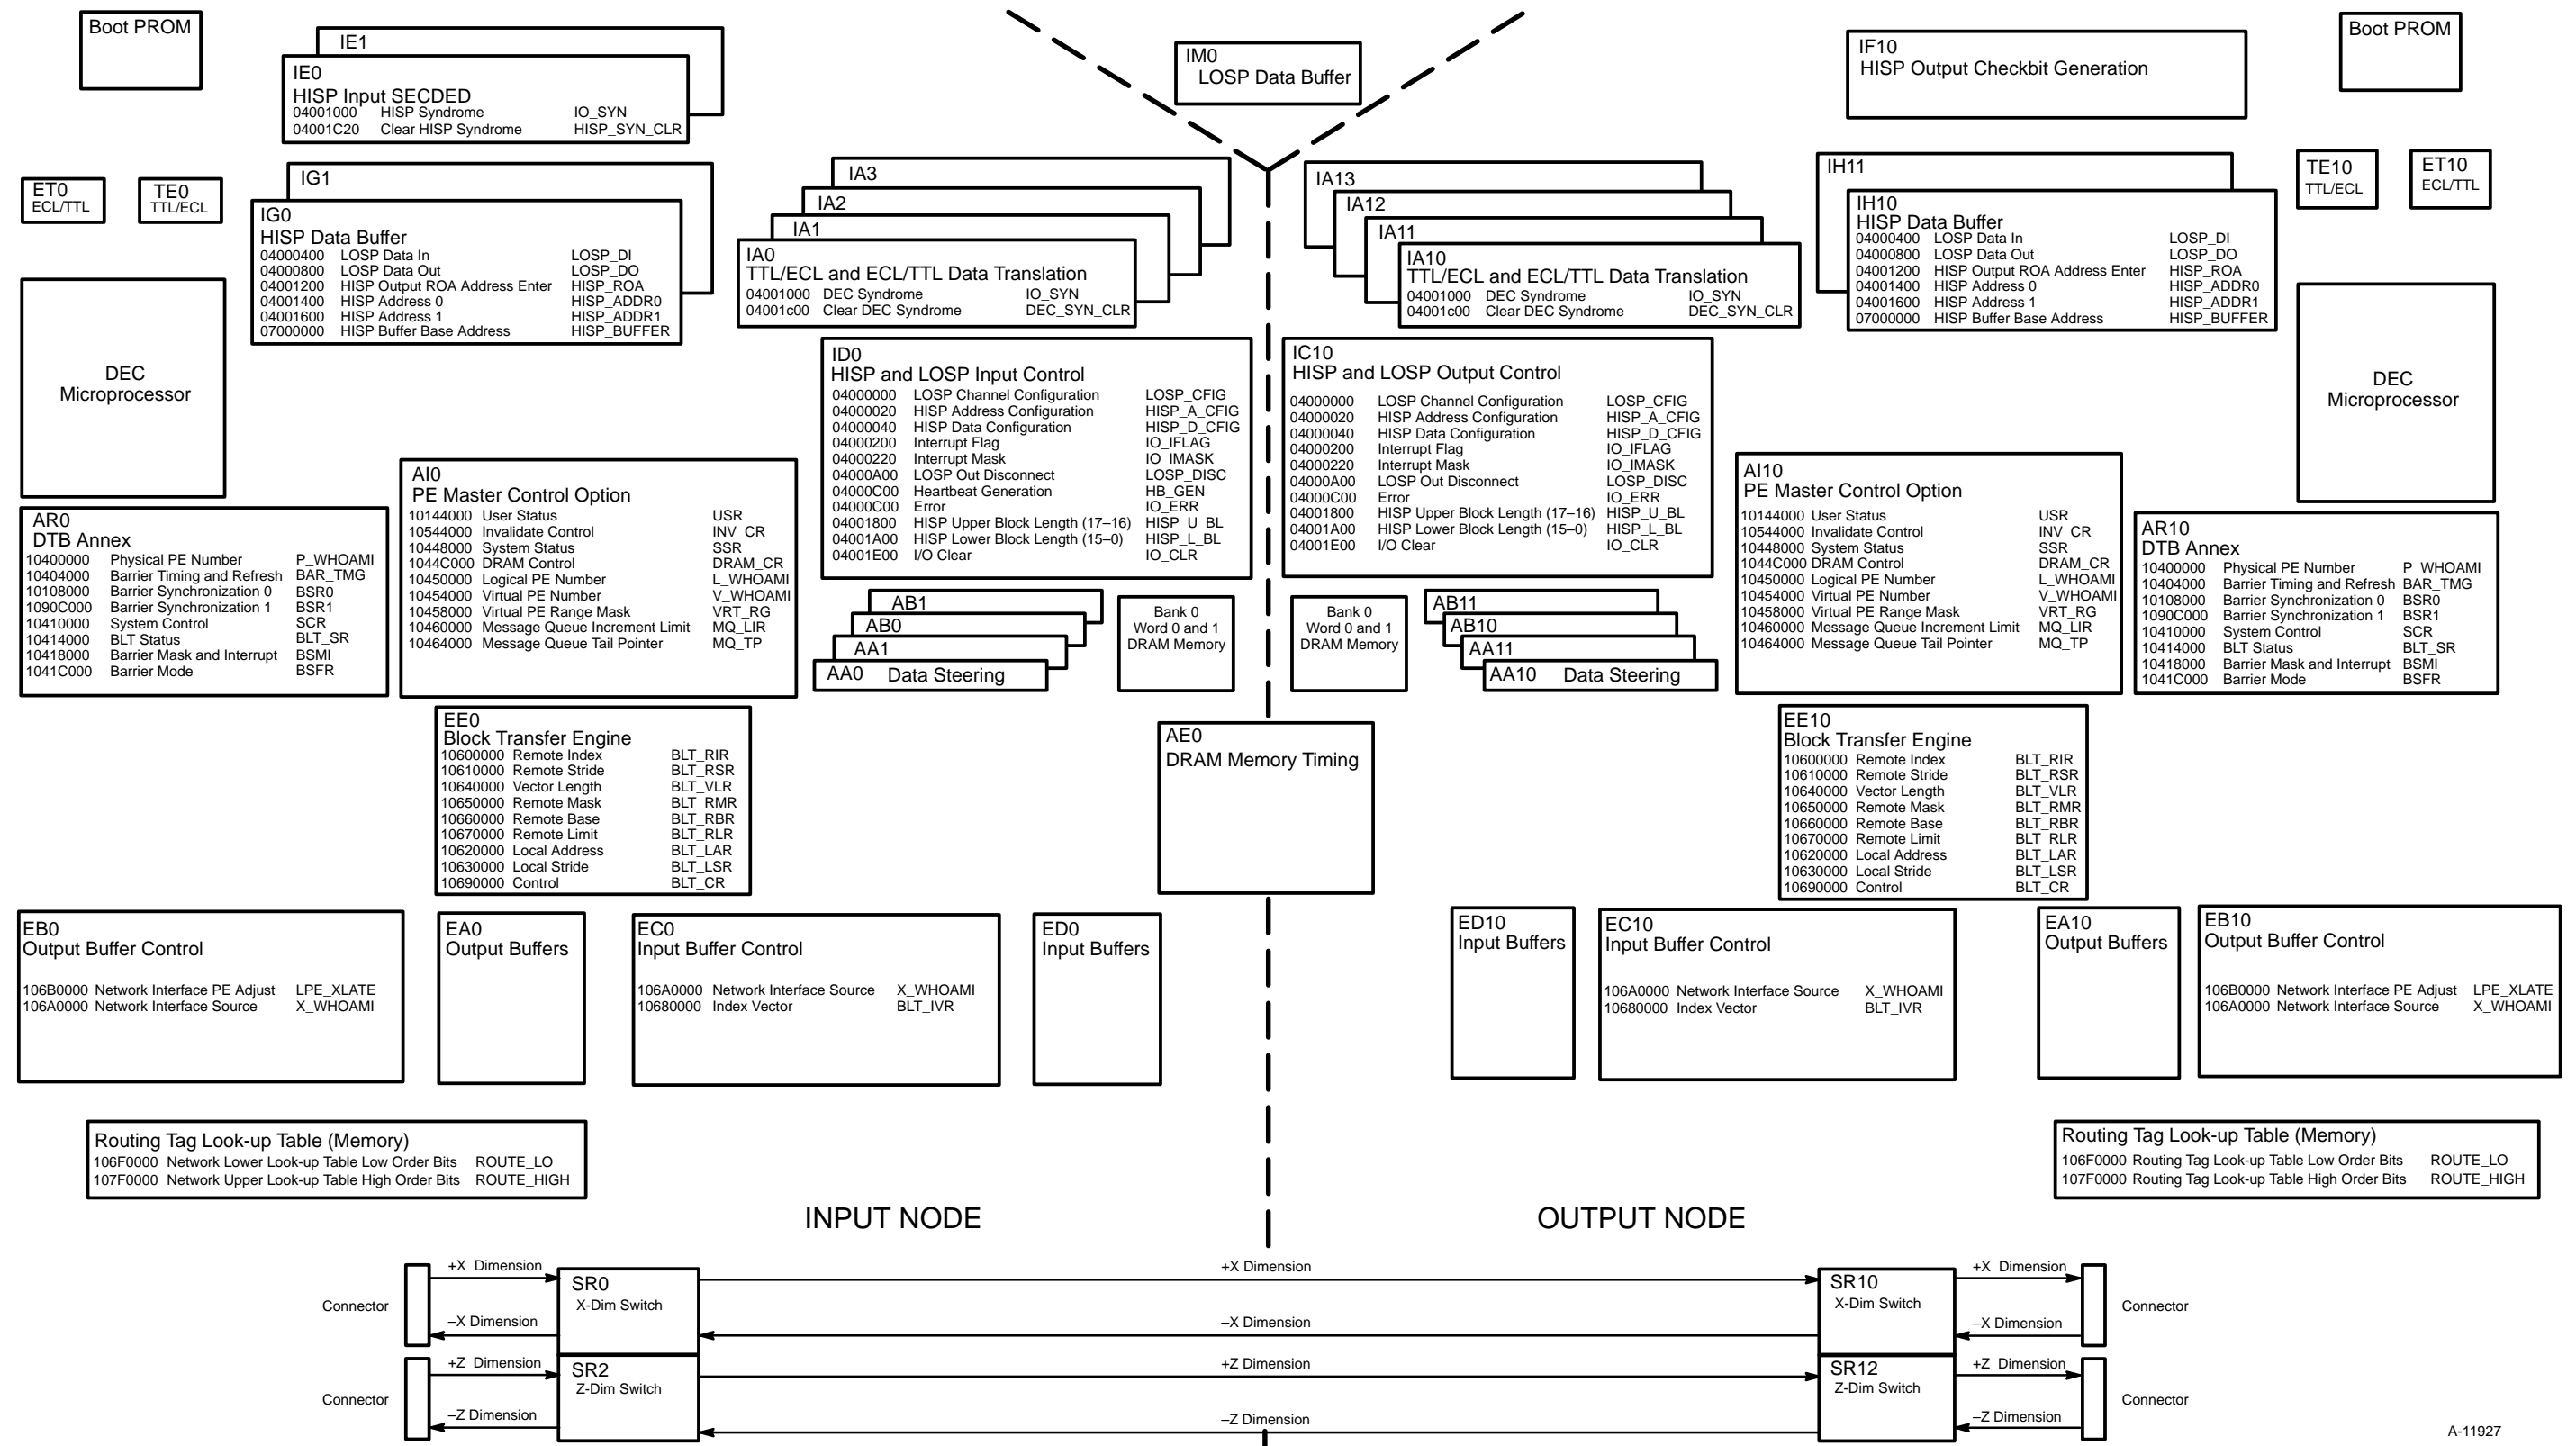 Boot PROM
IE1
IE0
HISP Input SECDED
04001000 HISP Syndrome IO_SYN
04001C20 Clear HISP Syndrome HISP_SYN_CLR
IM0
LOSP Data Buffer
IF10
HISP Output Checkbit Generation
Boot PROM
ET0
ECL/TTL
TE0
TTL/ECL
IG1
IG0
HISP Data Buffer
04000400 LOSP Data In LOSP_DI
04000800 LOSP Data Out LOSP_DO
04001200 HISP Output ROA Address Enter HISP_ROA
04001400 HISP Address 0 HISP_ADDR0
04001600 HISP Address 1 HISP_ADDR1
07000000 HISP Buffer Base Address HISP_BUFFER
IA3
IA2
IA1
IA0
TTL/ECL and ECL/TTL Data Translation
04001000 DEC Syndrome IO_SYN
04001c00 Clear DEC Syndrome DEC_SYN_CLR
IA13
IA12
IA11
IA10
TTL/ECL and ECL/TTL Data Translation
04001000 DEC Syndrome IO_SYN
04001c00 Clear DEC Syndrome DEC_SYN_CLR
IH11
IH10
HISP Data Buffer
04000400 LOSP Data In LOSP_DI
04000800 LOSP Data Out LOSP_DO
04001200 HISP Output ROA Address Enter HISP_ROA
04001400 HISP Address 0 HISP_ADDR0
04001600 HISP Address 1 HISP_ADDR1
07000000 HISP Buffer Base Address HISP_BUFFER
TE10
TTL/ECL
ET10
ECL/TTL
DEC
Microprocessor
ID0
HISP and LOSP Input Control
04000000 LOSP Channel Configuration LOSP_CFIG
04000020 HISP Address Configuration HISP_A_CFIG
04000040 HISP Data Configuration HISP_D_CFIG
04000200 Interrupt Flag IO_IFLAG
04000220 Interrupt Mask IO_IMASK
04000A00 LOSP Out Disconnect LOSP_DISC
04000C00 Heartbeat Generation HB_GEN
04000C00 Error IO_ERR
04001800 HISP Upper Block Length (17–16) HISP_U_BL
04001A00 HISP Lower Block Length (15–0) HISP_L_BL
04001E00 I/O Clear IO_CLR
IC10
HISP and LOSP Output Control
04000000 LOSP Channel Configuration LOSP_CFIG
04000020 HISP Address Configuration HISP_A_CFIG
04000040 HISP Data Configuration HISP_D_CFIG
04000200 Interrupt Flag IO_IFLAG
04000220 Interrupt Mask IO_IMASK
04000A00 LOSP Out Disconnect LOSP_DISC
04000C00 Error IO_ERR
04001800 HISP Upper Block Length (17–16) HISP_U_BL
04001A00 HISP Lower Block Length (15–0) HISP_L_BL
04001E00 I/O Clear IO_CLR
DEC
Microprocessor
AR0
DTB Annex
10400000 Physical PE Number P_WHOAMI
10404000 Barrier Timing and Refresh BAR_TMG
10108000 Barrier Synchronization 0 BSR0
1090C000 Barrier Synchronization 1 BSR1
10410000 System Control SCR
10414000 BLT Status BLT_SR
10418000 Barrier Mask and Interrupt BSMI
1041C000 Barrier Mode BSFR
AI0
PE Master Control Option
10144000 User Status USR
10544000 Invalidate Control INV_CR
10448000 System Status SSR
1044C000 DRAM Control DRAM_CR
10450000 Logical PE Number L_WHOAMI
10454000 Virtual PE Number V_WHOAMI
10458000 Virtual PE Range Mask VRT_RG
10460000 Message Queue Increment Limit MQ_LIR
10464000 Message Queue Tail Pointer MQ_TP
AB1
AB0
AA1
AA0 Data Steering
Bank 0
Word 0 and 1
DRAM Memory
Bank 0
Word 0 and 1
DRAM Memory
AB11
AB10
AA11
AA10 Data Steering
AI10
PE Master Control Option
10144000 User Status USR
10544000 Invalidate Control INV_CR
10448000 System Status SSR
1044C000 DRAM Control DRAM_CR
10450000 Logical PE Number L_WHOAMI
10454000 Virtual PE Number V_WHOAMI
10458000 Virtual PE Range Mask VRT_RG
10460000 Message Queue Increment Limit MQ_LIR
10464000 Message Queue Tail Pointer MQ_TP
AR10
DTB Annex
10400000 Physical PE Number P_WHOAMI
10404000 Barrier Timing and Refresh BAR_TMG
10108000 Barrier Synchronization 0 BSR0
1090C000 Barrier Synchronization 1 BSR1
10410000 System Control SCR
10414000 BLT Status BLT_SR
10418000 Barrier Mask and Interrupt BSMI
1041C000 Barrier Mode BSFR
EE0
Block Transfer Engine
10600000 Remote Index BLT_RIR
10610000 Remote Stride BLT_RSR
10640000 Vector Length BLT_VLR
10650000 Remote Mask BLT_RMR
10660000 Remote Base BLT_RBR
10670000 Remote Limit BLT_RLR
10620000 Local Address BLT_LAR
10630000 Local Stride BLT_LSR
10690000 Control BLT_CR
AE0
DRAM Memory Timing
EE10
Block Transfer Engine
10600000 Remote Index BLT_RIR
10610000 Remote Stride BLT_RSR
10640000 Vector Length BLT_VLR
10650000 Remote Mask BLT_RMR
10660000 Remote Base BLT_RBR
10670000 Remote Limit BLT_RLR
10620000 Local Address BLT_LAR
10630000 Local Stride BLT_LSR
10690000 Control BLT_CR
EB0
Output Buffer Control
106B0000 Network Interface PE Adjust LPE_XLATE
106A0000 Network Interface Source X_WHOAMI
EA0
Output Buffers
EC0
Input Buffer Control
106A0000 Network Interface Source X_WHOAMI
10680000 Index Vector BLT_IVR
ED0
Input Buffers
ED10
Input Buffers
EC10
Input Buffer Control
106A0000 Network Interface Source X_WHOAMI
10680000 Index Vector BLT_IVR
EA10
Output Buffers
EB10
Output Buffer Control
106B0000 Network Interface PE Adjust LPE_XLATE
106A0000 Network Interface Source X_WHOAMI
Routing Tag Look-up Table (Memory)
106F0000 Network Lower Look-up Table Low Order Bits ROUTE_LO
107F0000 Network Upper Look-up Table High Order Bits ROUTE_HIGH
Routing Tag Look-up Table (Memory)
106F0000 Routing Tag Look-up Table Low Order Bits ROUTE_LO
107F0000 Routing Tag Look-up Table High Order Bits ROUTE_HIGH
INPUT NODE
OUTPUT NODE
+X Dimension
Connector
–X Dimension
SR0
X-Dim Switch
+X Dimension
–X Dimension
SR10
X-Dim Switch
+X Dimension
–X Dimension
Connector
+Z Dimension
Connector
–Z Dimension
SR2
Z-Dim Switch
+Z Dimension
–Z Dimension
SR12
Z-Dim Switch
+Z Dimension
–Z Dimension
Connector
A-11927